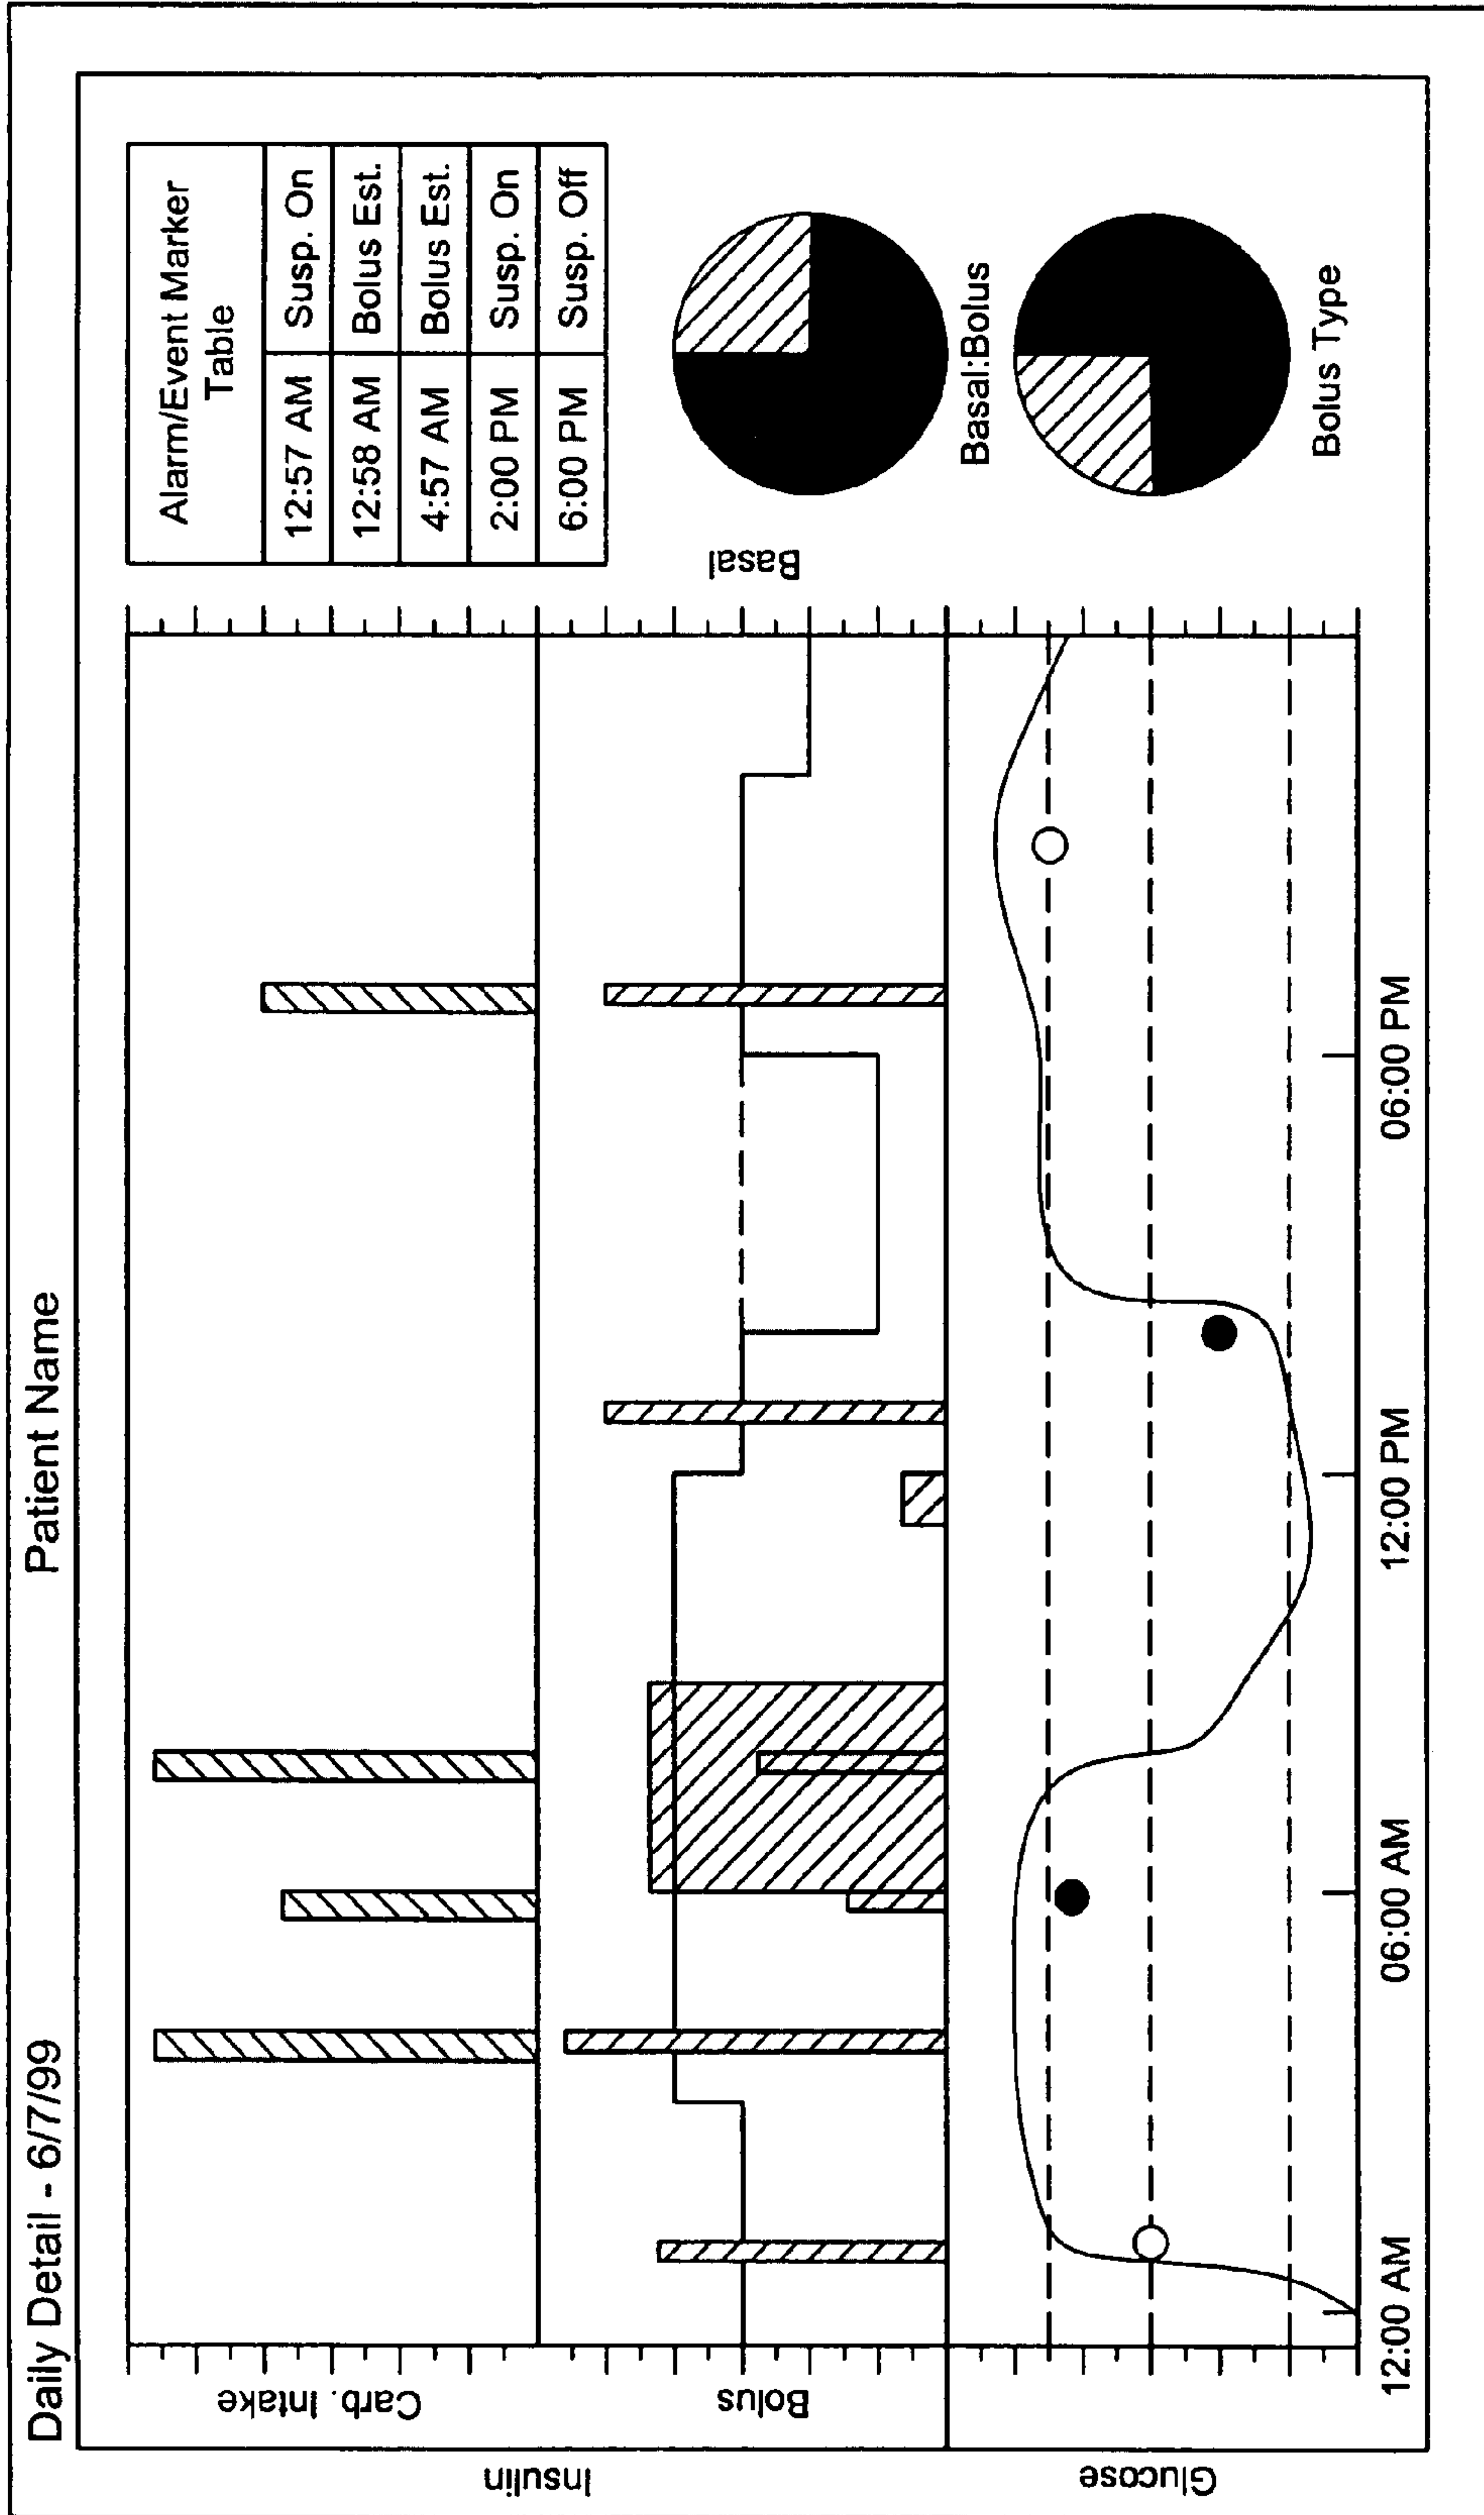 Daily Detail - 6/7/99
Patient Name
Carb. Intake
Insulin
Bolus
Basal
Glucose
12:00 AM
06:00 AM
12:00 PM
06:00 PM
Alarm/Event Marker
Table
12:57 AM Susp. On
12:58 AM Bolus Est.
4:57 AM Bolus Est.
2:00 PM Susp. On
6:00 PM Susp. Off
Basal:Bolus
Bolus Type